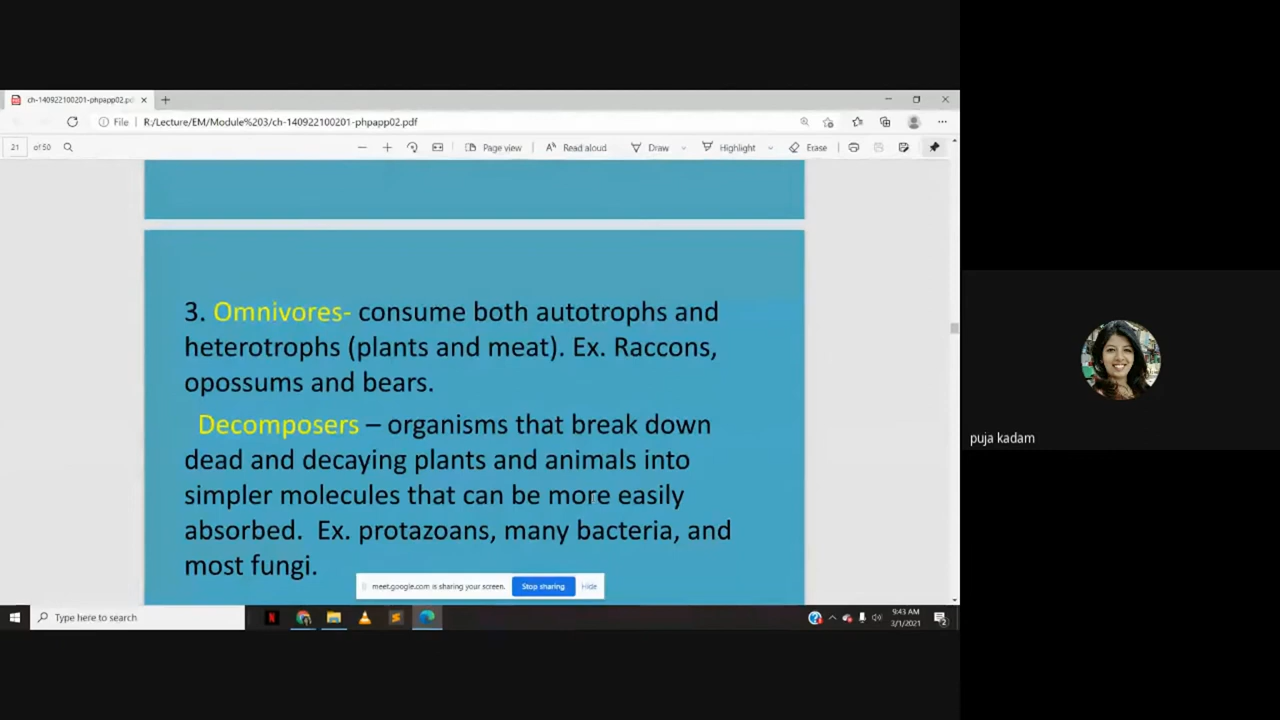 ch-140922100201-phpapp02.pd
File
R:/Lecture/EM/Module%203/ch-140922100201-phpapp02.pdf
21 of 50
Page view
Read aloud
Draw
Highlight
Erase
3. Omnivores- consume both autotrophs and
heterotrophs (plants and meat). Ex. Raccons,
opossums and bears.
Decomposers – organisms that break down
dead and decaying plants and animals into
simpler molecules that can be more easily
absorbed. Ex. protazoans, many bacteria, and
most fungi.
meet.google.com is sharing your screen.
Stop sharing
Hide
Type here to search
9:43 AM
3/1/2021
2
puja kadam